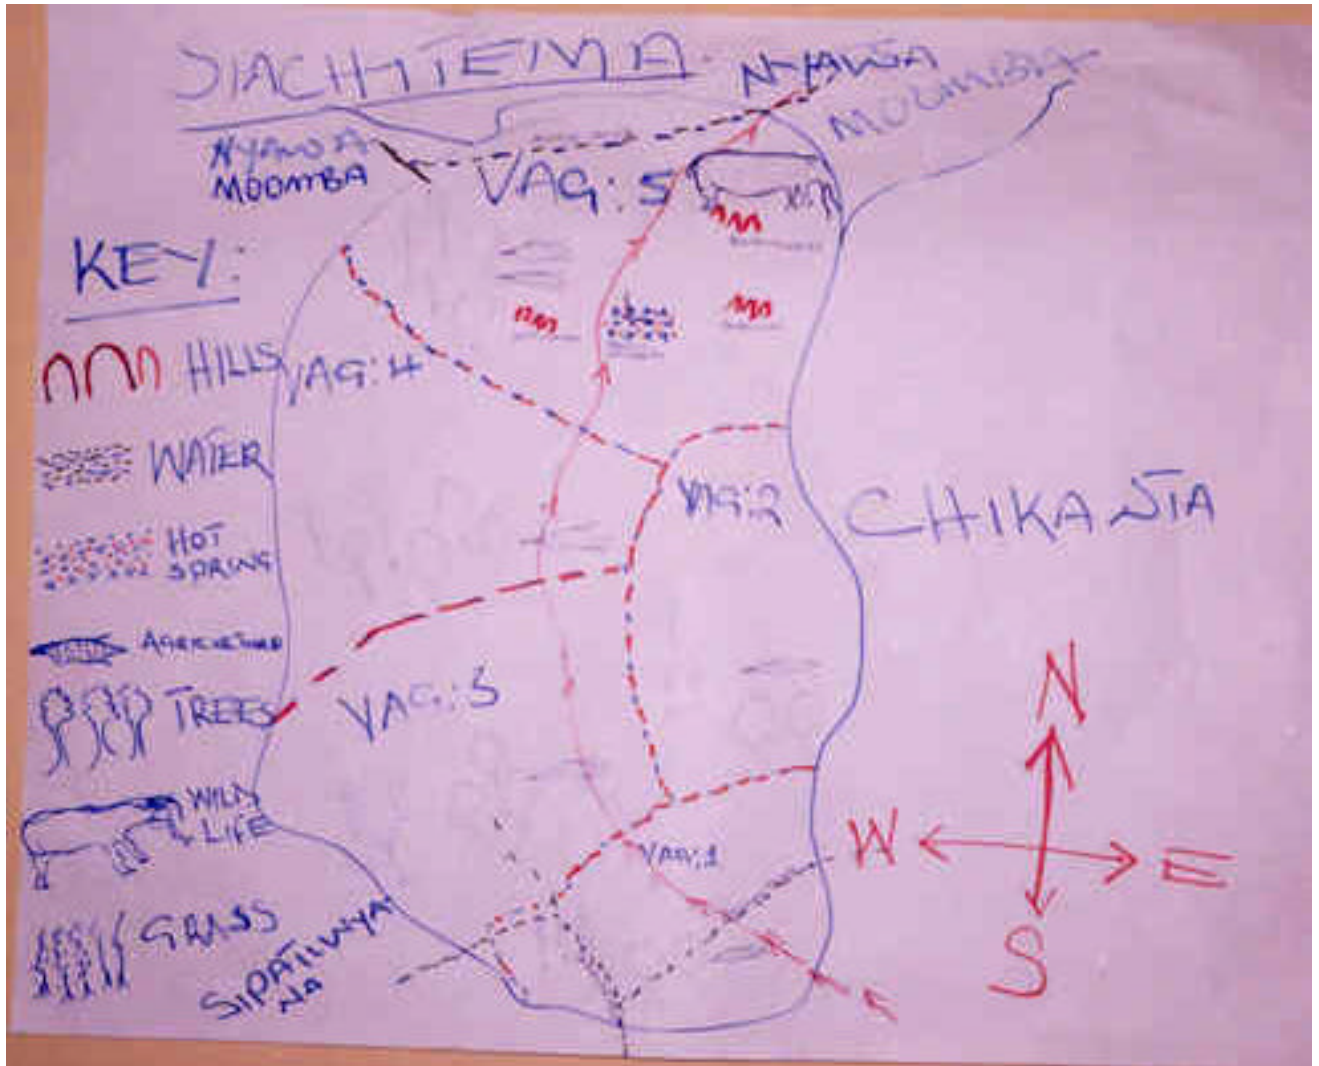 SIACHITEMA
NYAWA
MOOMBA
NYAWA
MOOMBA
VAG: 5
KEY:
HILLS
VAG: 4
WATER
VAG: 2
CHIKANTA
HOT
SPRING
AGRICULTURE
TREES
VAG: 3
N
WILD
LIFE
VAG: 1
W
E
GRASS
SIPATUNYA
NA
S